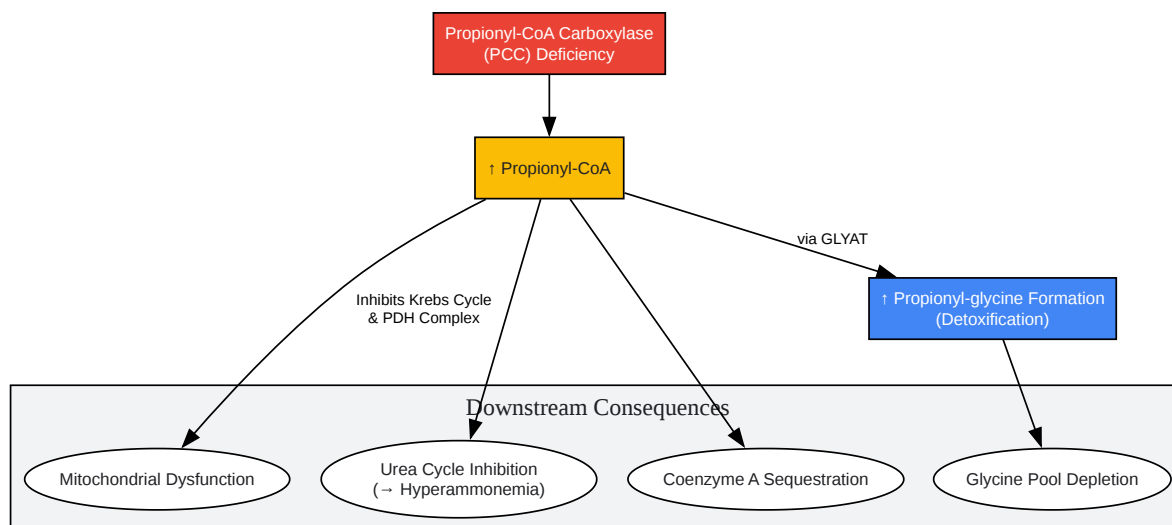 Propionyl-CoA Carboxylase
(PCC) Deficiency
↑ Propionyl-CoA
via GLYAT
Inhibits Krebs Cycle
& PDH Complex
↑ Propionyl-glycine Formation
(Detoxification)
Downstream Consequences
Mitochondrial Dysfunction
Urea Cycle Inhibition
(→ Hyperammonemia)
Coenzyme A Sequestration
Glycine Pool Depletion